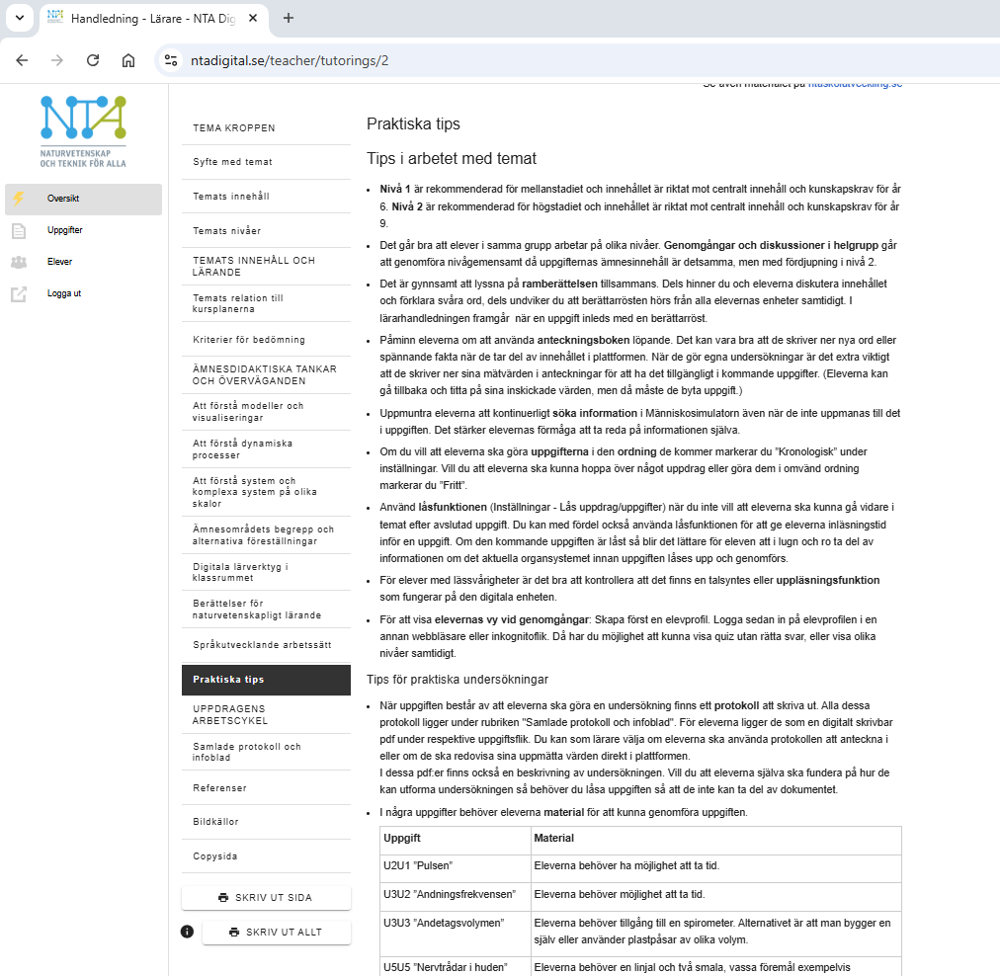 Handledning - Lärare - NTA Dig
ntadigital.se/teacher/tutorings/2
NTA
NATURVETENSKAP
OCH TEKNIK FÖR ALLA
Översikt
Uppgifter
Elever
Logga ut
TEMA KROPPEN
Syfte med temat
Temats innehåll
Temats nivåer
TEMATS INNEHÅLL OCH
LÄRANDE
Temats relation till
kursplanerna
Kriterier för bedömning
ÄMNESDIDAKTISKA TANKAR
OCH ÖVERVÄGANDEN
Att förstå modeller och
visualiseringar
Att förstå dynamiska
processer
Att förstå system och
komplexa system på olika
skalor
Ämnesområdets begrepp och
alternativa föreställningar
Digitala lärverktyg i
klassrummet
Berättelser för
naturvetenskapligt lärande
Språkutvecklande arbetssätt
Praktiska tips
UPPDRAGENS
ARBETSCYKEL
Samlade protokoll och
infoblad
Referenser
Bildkällor
Copysida
SKRIV UT SIDA
SKRIV UT ALLT
Se även materialet på ntaskolutveckling.se
Praktiska tips
Tips i arbetet med temat
• Nivå 1 är rekommenderad för mellanstadiet och innehållet är riktat mot centralt innehåll och kunskapskrav för år
6. Nivå 2 är rekommenderad för högstadiet och innehållet är riktat mot centralt innehåll och kunskapskrav för år
9.
• Det går bra att elever i samma grupp arbetar på olika nivåer. Genomgångar och diskussioner i helgrupp går
att genomföra nivågemensamt då uppgifternas ämnesinnehåll är detsamma, men med fördjupning i nivå 2.
• Det är gynnsamt att lyssna på ramberättelsen tillsammans. Dels hinner du och eleverna diskutera innehållet
och förklara svåra ord, dels undviker du att berättarrösten hörs från alla elevernas enheter samtidigt. I
lärarhandledningen framgår när en uppgift inleds med en berättarröst.
• Påminn eleverna om att använda anteckningsboken löpande. Det kan vara bra att de skriver ner nya ord eller
spännande fakta när de tar del av innehållet i plattformen. När de gör egna undersökningar är det extra viktigt
att de skriver ner sina mätvärden i anteckningar för att ha det tillgängligt i kommande uppgifter. (Eleverna kan
gå tillbaka och titta på sina inskickade värden, men då måste de byta uppgift.)
• Uppmuntra eleverna att kontinuerligt söka information i Människosimulatorn även när de inte uppmanas till det
i uppgiften. Det stärker elevernas förmåga att ta reda på informationen själva.
• Om du vill att eleverna ska göra uppgifterna i den ordning de kommer markerar du ”Kronologisk” under
inställningar. Vill du att eleverna ska kunna hoppa över något uppdrag eller göra dem i omvänd ordning
markerar du ”Fritt”.
• Använd låsfunktionen (Inställningar - Lås uppdrag/uppgifter) när du inte vill att eleverna ska kunna gå vidare i
temat efter avslutad uppgift. Du kan med fördel också använda låsfunktionen för att ge eleverna inläsningstid
inför en uppgift. Om den kommande uppgiften är låst så blir det lättare för eleven att i lugn och ro ta del av
informationen om det aktuella organsystemet innan uppgiften låses upp och genomförs.
• För elever med lässvårigheter är det bra att kontrollera att det finns en talsyntes eller uppläsningsfunktion
som fungerar på den digitala enheten.
• För att visa elevernas vy vid genomgångar: Skapa först en elevprofil. Logga sedan in på elevprofilen i en
annan webbläsare eller inkognitoflik. Då har du möjlighet att kunna visa quiz utan rätta svar, eller visa olika
nivåer samtidigt.
Tips för praktiska undersökningar
• När uppgiften består av att eleverna ska göra en undersökning finns ett protokoll att skriva ut. Alla dessa
protokoll ligger under rubriken "Samlade protokoll och infoblad". För eleverna ligger de som en digitalt skrivbar
pdf under respektive uppgiftsflik. Du kan som lärare välja om eleverna ska använda protokollen att anteckna i
eller om de ska redovisa sina uppmätta värden direkt i plattformen.
I dessa pdf:er finns också en beskrivning av undersökningen. Vill du att eleverna själva ska fundera på hur de
kan utforma undersökningen så behöver du låsa uppgiften så att de inte kan ta del av dokumentet.
• I några uppgifter behöver eleverna material för att kunna genomföra uppgiften.
Uppgift Material
U2U1 ”Pulsen” Eleverna behöver ha möjlighet att ta tid.
U3U2 ”Andningsfrekvensen” Eleverna behöver möjlighet att ta tid.
U3U3 ”Andetagsvolymen” Eleverna behöver tillgång till en spirometer. Alternativet är att man bygger en
själv eller använder plastpåsar av olika volym.
U5U5 ”Nervtrådar i huden” Eleverna behöver en linjal och två smala, vassa föremål exempelvis